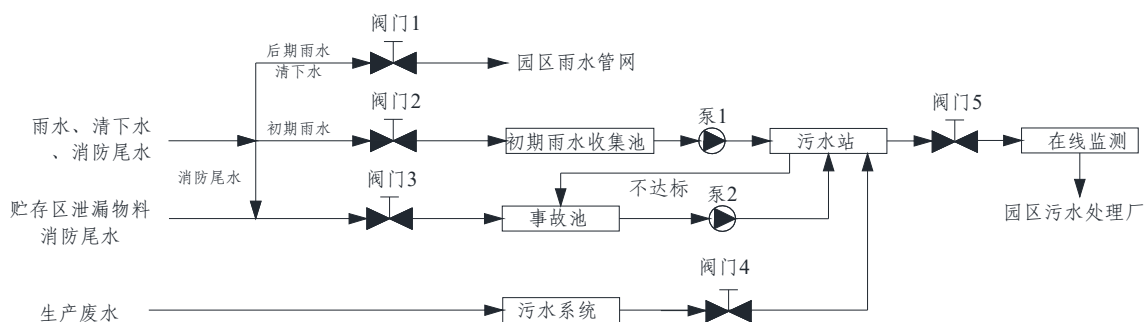 阀门1
后期雨水
清下水
园区雨水管网
阀门2
泵1
阀门5
雨水、清下水
、消防尾水
初期雨水
初期雨水收集池
污水站
在线监测
消防尾水
阀门3
不达标
泵2
贮存区泄漏物料
消防尾水
事故池
园区污水处理厂
阀门4
生产废水
污水系统